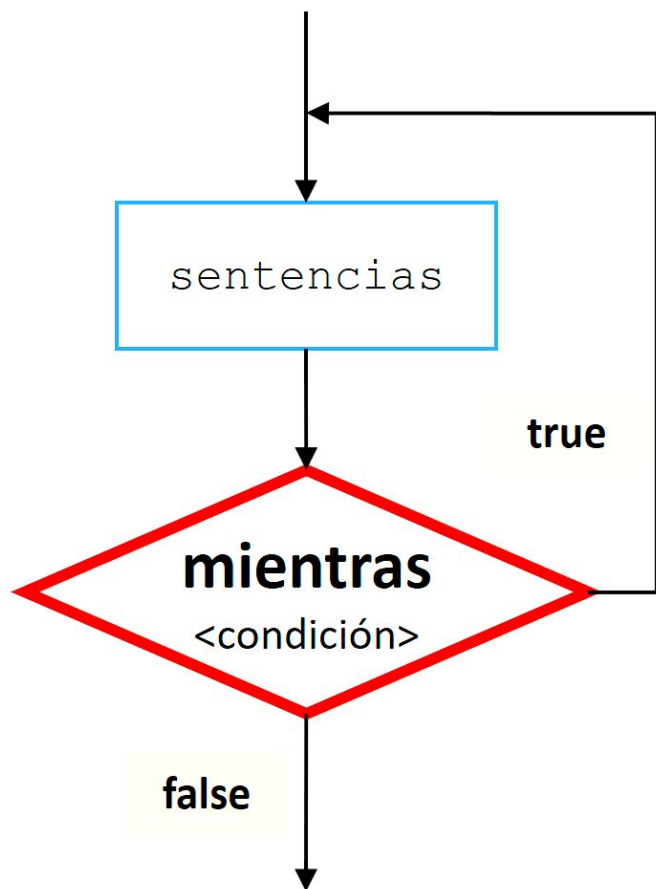 sentencias
true
mientras
<condición>
false